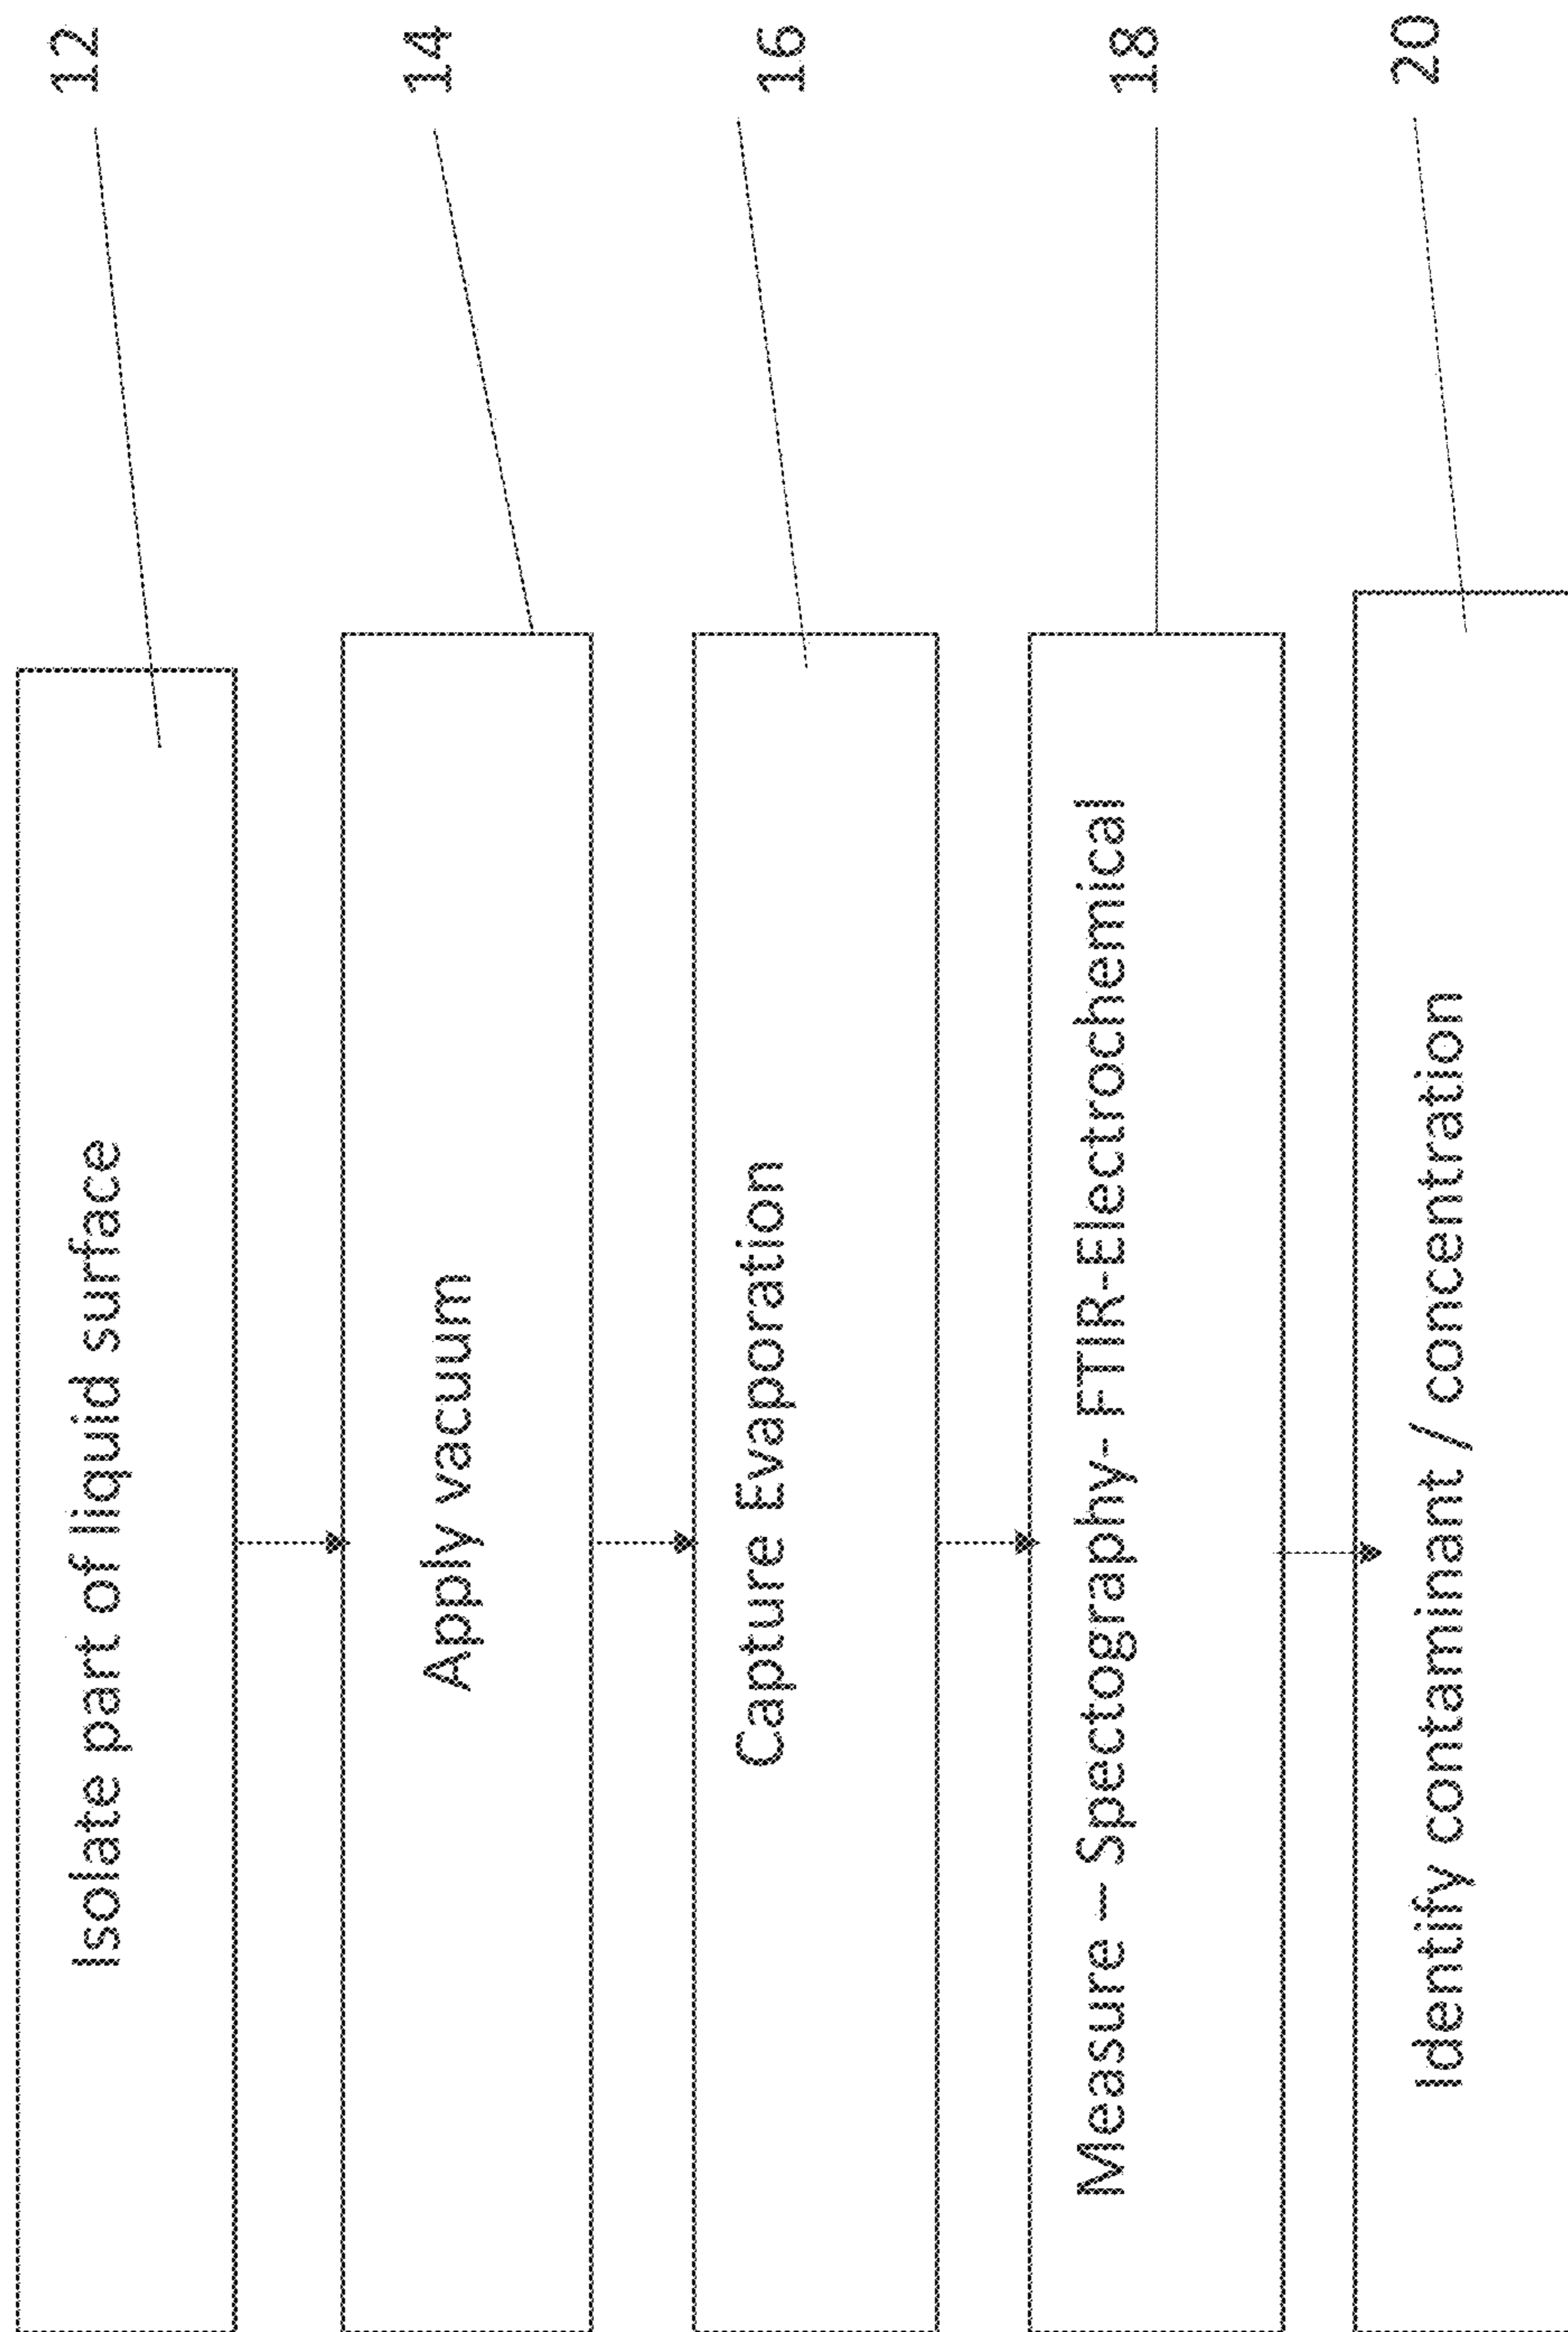 Isolate part of liquid surface
12
Apply vacuum
14
Capture Evaporation
16
Measure – Spectography- FTIR-Electrochemical
18
Identify contaminant / concentration
20